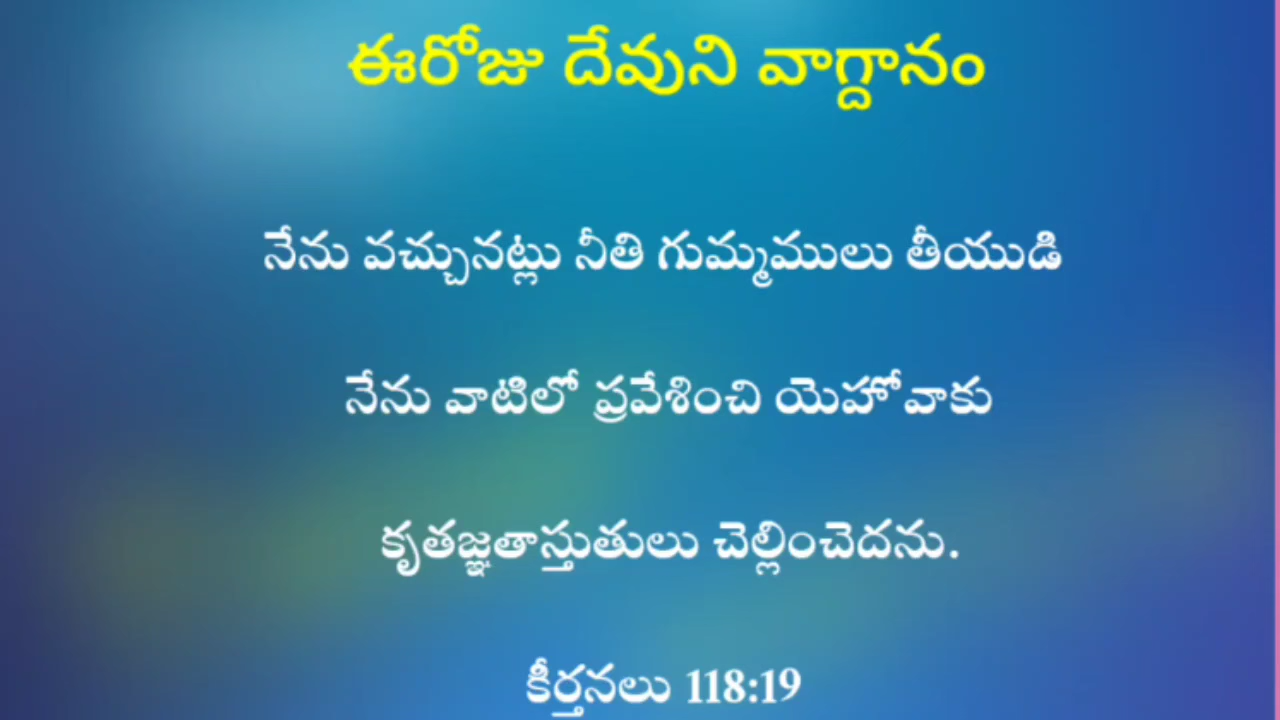 ఈరోజు దేవుని వాగ్దానం
నేను వచ్చునట్లు నీతి గుమ్మములు తీయుడి
నేను వాటిలో ప్రవేశించి యెహోవాకు
కృతజ్ఞతాస్తుతులు చెల్లించెదను.
కీర్తనలు 118:19